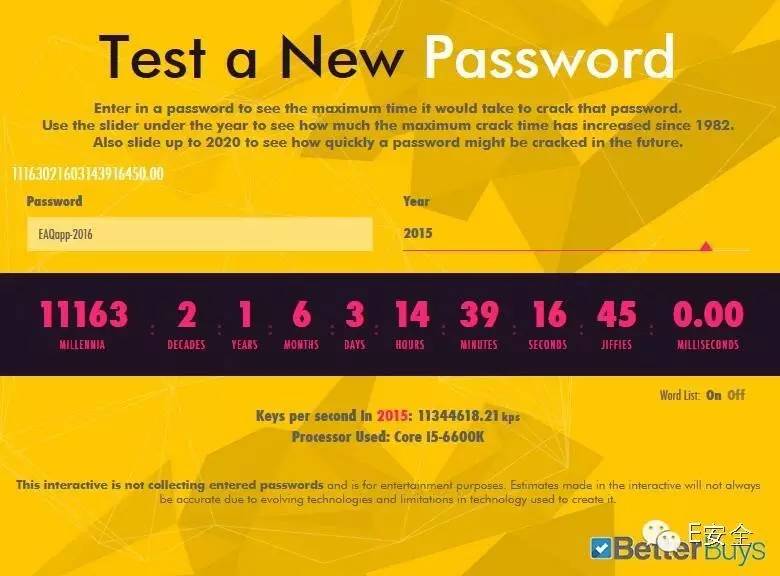 Test a New Password
Enter in a password to see the maximum time it would take to crack that password.
Use the slider under the year to see how much the maximum crack time has increased since 1982.
Also slide up to 2020 to see how quickly a password might be cracked in the future.
11163021603143916450.00
Password
Year
EAQapp-2016
2015
11163 : 2 : 1 : 6 : 3 : 14 : 39 : 16 : 45 : 0.00
MILLENNIA DECADES YEARS MONTHS DAYS HOURS MINUTES SECONDS JIFFIES MILLISECONDS
Word List: On Off
Keys per second in 2015: 11344618.21 kps
Processor Used: Core I5-6600K
This interactive is not collecting entered passwords and is for entertainment purposes. Estimates made in the interactive will not always
be accurate due to evolving technologies and limitations in technology used to create it.
E安全
BetterBuys